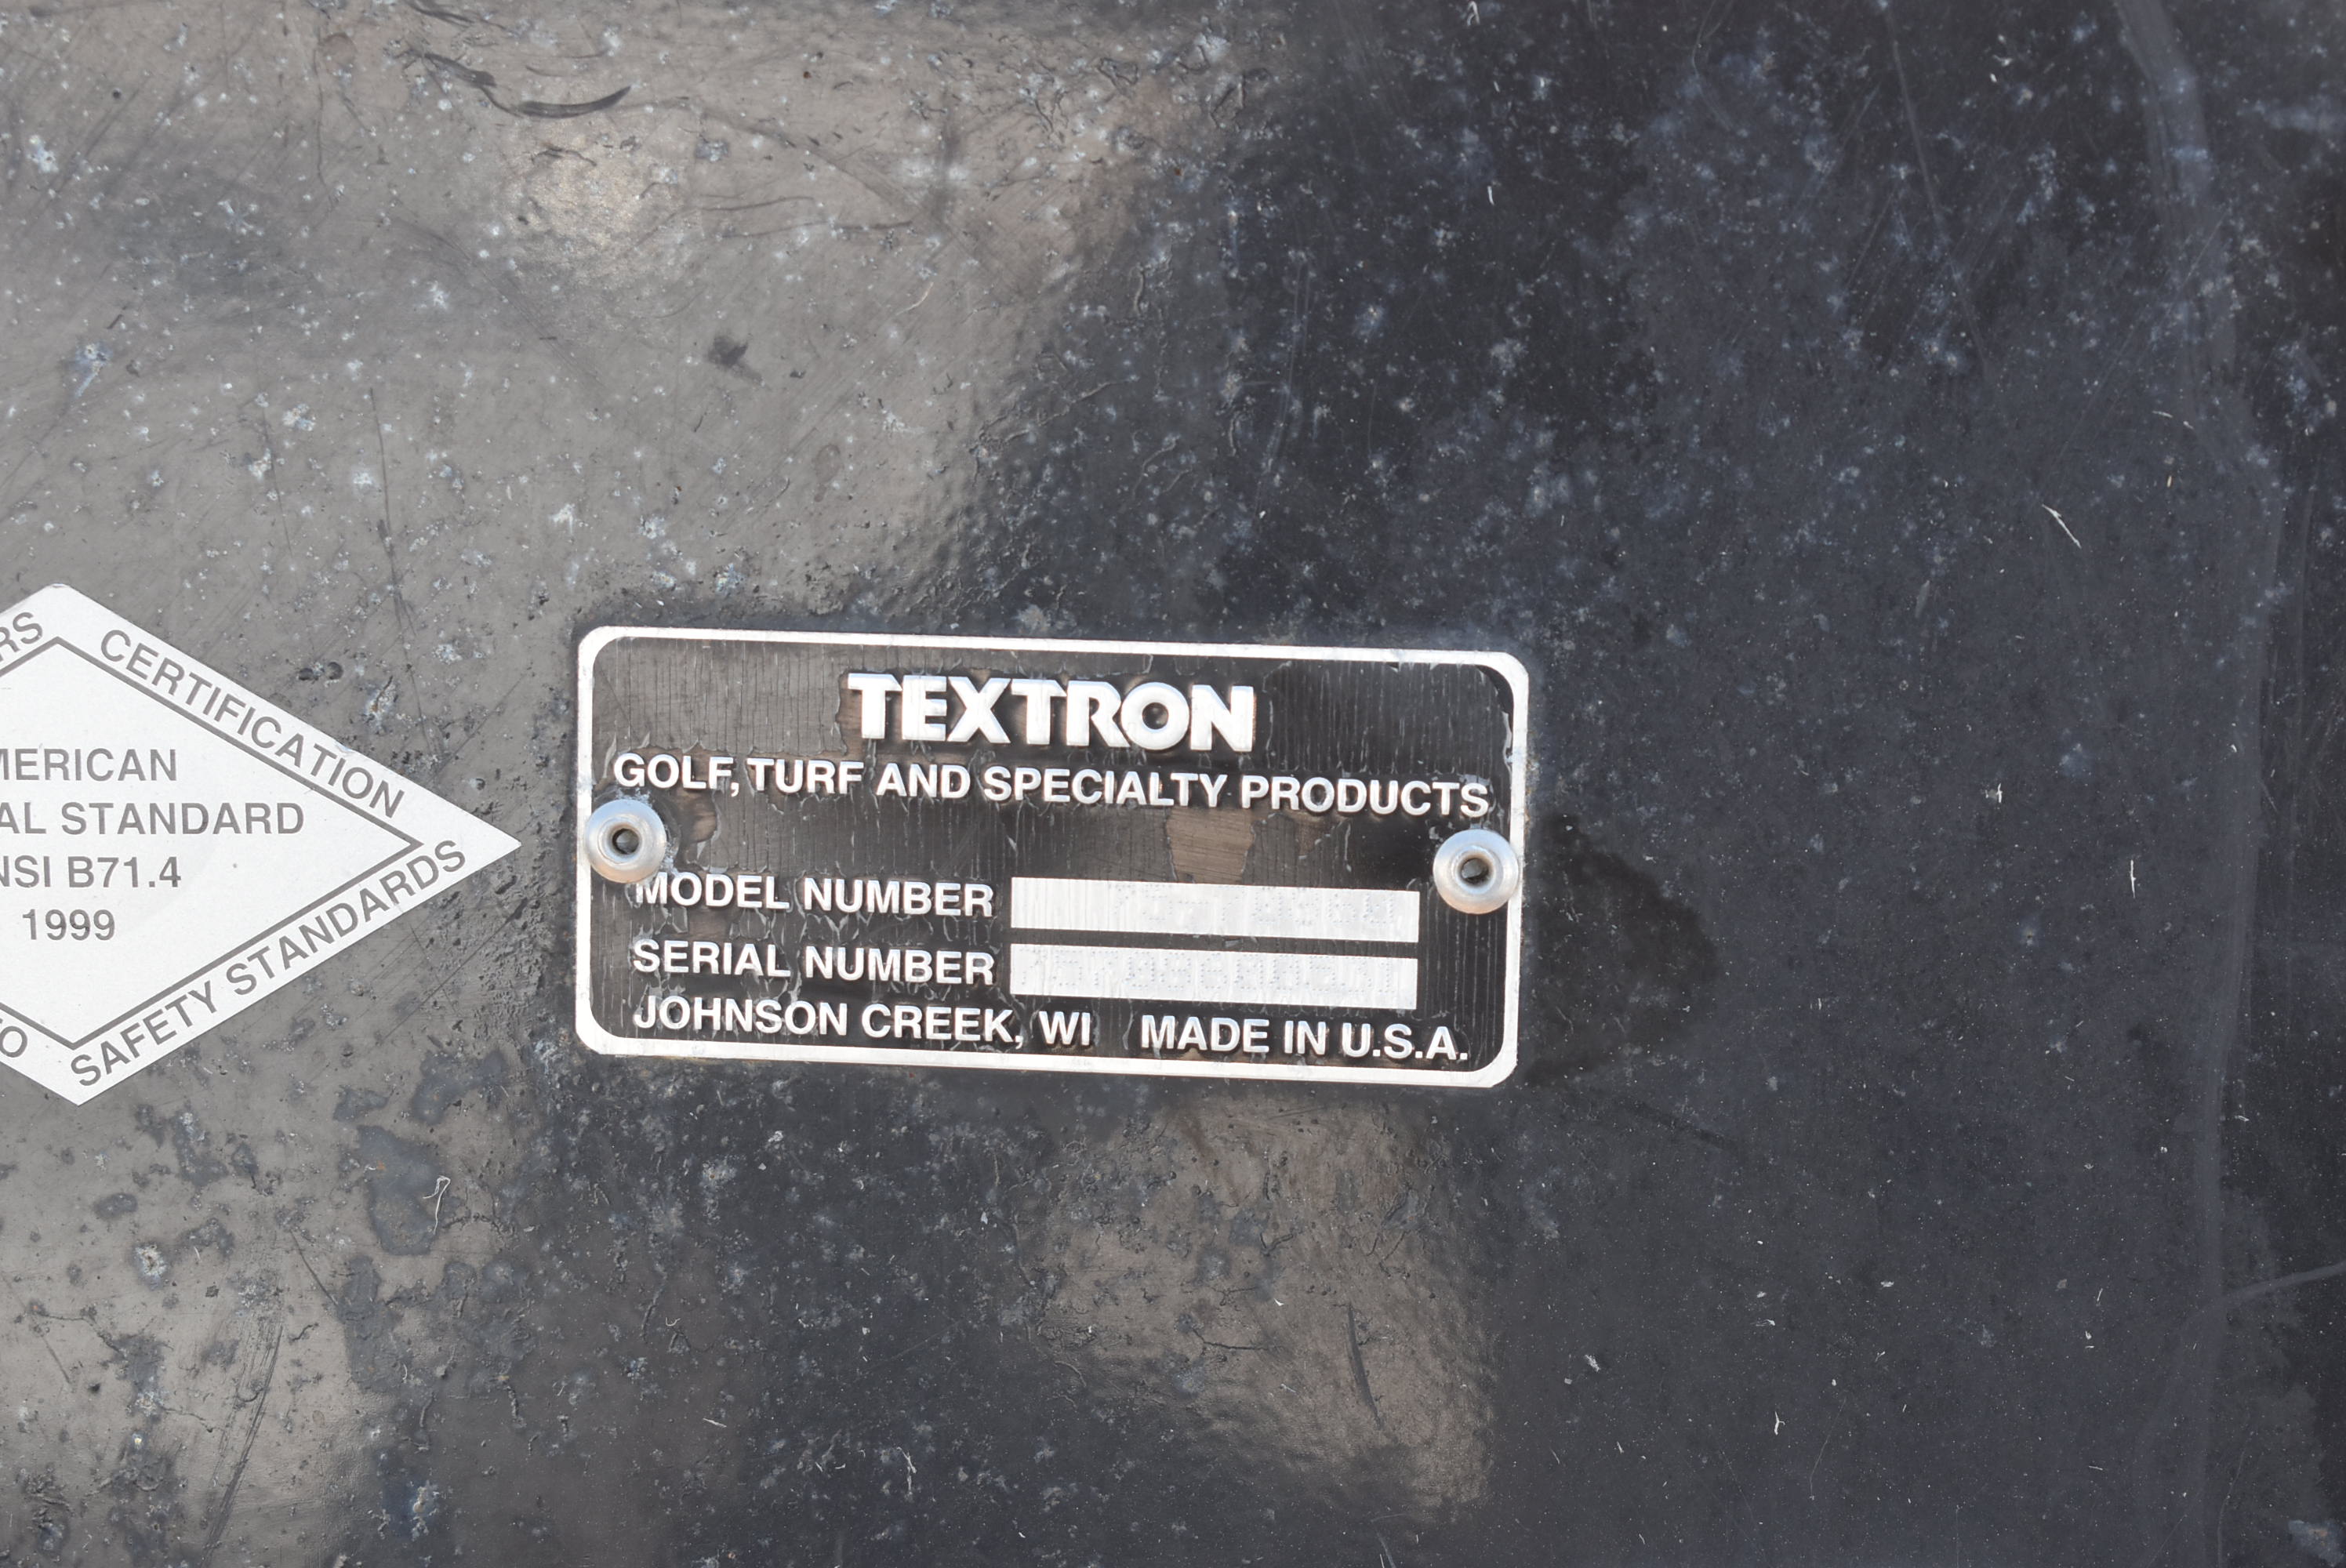 RS CERTIFICATION
MERICAN
AL STANDARD
NSI B71.4
1999
SAFETY STANDARDS
TEXTRON
GOLF, TURF AND SPECIALTY PRODUCTS
MODEL NUMBER
SERIAL NUMBER
JOHNSON CREEK, WI MADE IN U.S.A.